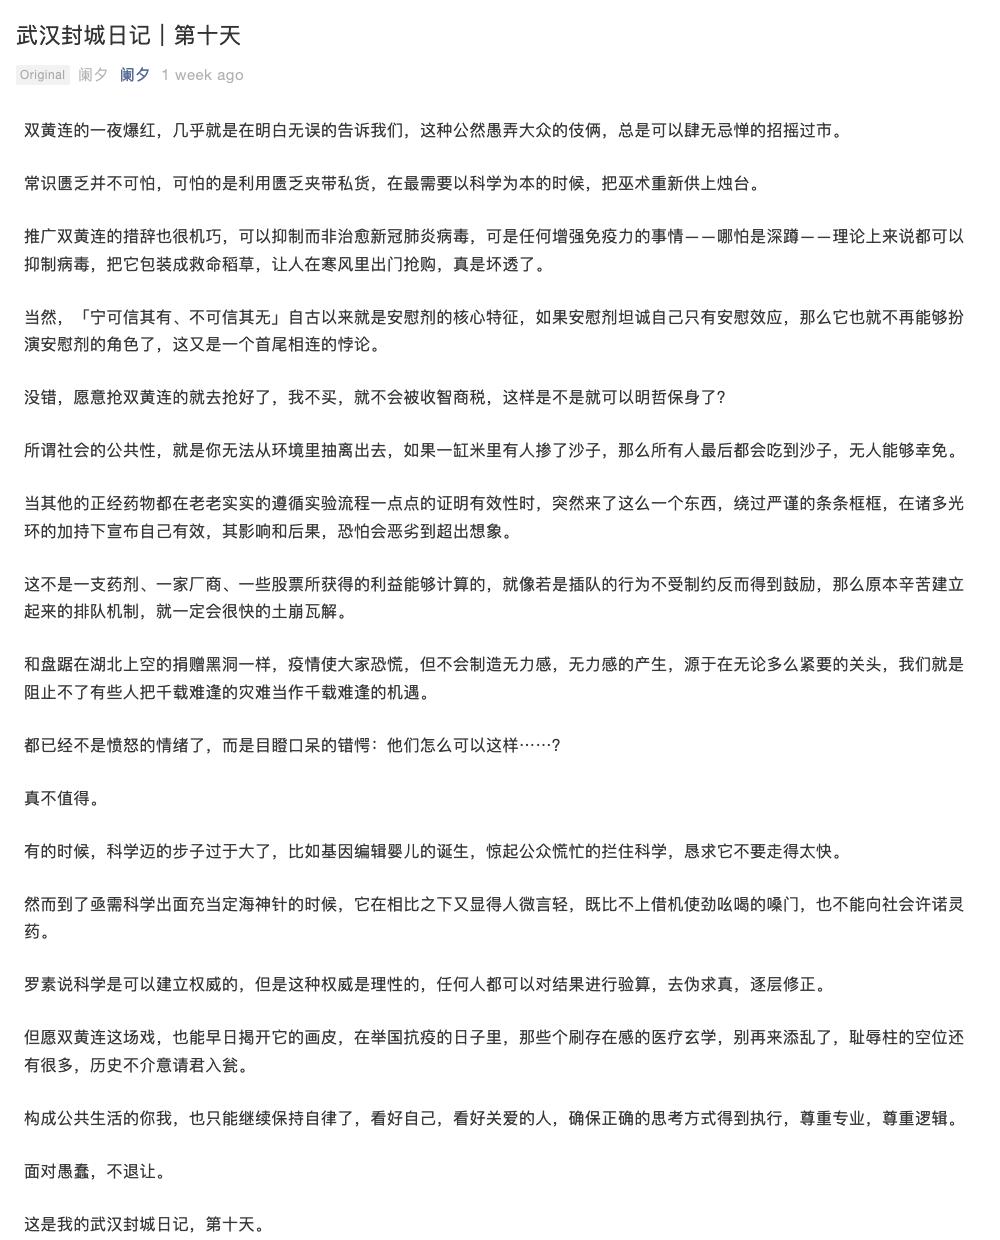 武汉封城日记 | 第十天
Original 阑夕 阑夕 1 week ago
双黄连的一夜爆红，几乎就是在明白无误的告诉我们，这种公然愚弄大众的伎俩，总是可以肆无忌惮的招摇过市。
常识匮乏并不可怕，可怕的是利用匮乏夹带私货，在最需要以科学为本的时候，把巫术重新供上烛台。
推广双黄连的措辞也很机巧，可以抑制而非治愈新冠肺炎病毒，可是任何增强免疫力的事情——哪怕是深蹲——理论上来说都可以
抑制病毒，把它包装成救命稻草，让人在寒风里出门抢购，真是坏透了。
当然，「宁可信其有、不可信其无」自古以来就是安慰剂的核心特征，如果安慰剂坦诚自己只有安慰效应，那么它也就不再能够扮
演安慰剂的角色了，这又是一个首尾相连的悖论。
没错，愿意抢双黄连的就去抢好了，我不买，就不会被收智商税，这样是不是就可以明哲保身了？
所谓社会的公共性，就是你无法从环境里抽离出去，如果一缸米里有人掺了沙子，那么所有人最后都会吃到沙子，无人能够幸免。
当其他的正经药物都在老老实实的遵循实验流程一点点的证明有效性时，突然来了这么一个东西，绕过严谨的条条框框，在诸多光
环的加持下宣布自己有效，其影响和后果，恐怕会恶劣到超出想象。
这不是一支药剂、一家厂商、一些股票所获得的利益能够计算的，就像若是插队的行为不受制约反而得到鼓励，那么原本辛苦建立
起来的排队机制，就一定会很快的土崩瓦解。
和盘踞在湖北上空的捐赠黑洞一样，疫情使大家恐慌，但不会制造无力感，无力感的产生，源于在无论多么紧要的关头，我们就是
阻止不了有些人把千载难逢的灾难当作千载难逢的机遇。
都已经不是愤怒的情绪了，而是目瞪口呆的错愕：他们怎么可以这样……？
真不值得。
有的时候，科学迈的步子过于大了，比如基因编辑婴儿的诞生，惊起公众慌忙的拦住科学，恳求它不要走得太快。
然而到了亟需科学出面充当定海神针的时候，它在相比之下又显得人微言轻，既比不上借机使劲吆喝的嗓门，也不能向社会许诺灵
药。
罗素说科学是可以建立权威的，但是这种权威是理性的，任何人都可以对结果进行验算，去伪求真，逐层修正。
但愿双黄连这场戏，也能早日揭开它的画皮，在举国抗疫的日子里，那些个刷存在感的医疗玄学，别再来添乱了，耻辱柱的空位还
有很多，历史不介意请君入瓮。
构成公共生活的你我，也只能继续保持自律了，看好自己，看好关爱的人，确保正确的思考方式得到执行，尊重专业，尊重逻辑。
面对愚蠢，不退让。
这是我的武汉封城日记，第十天。